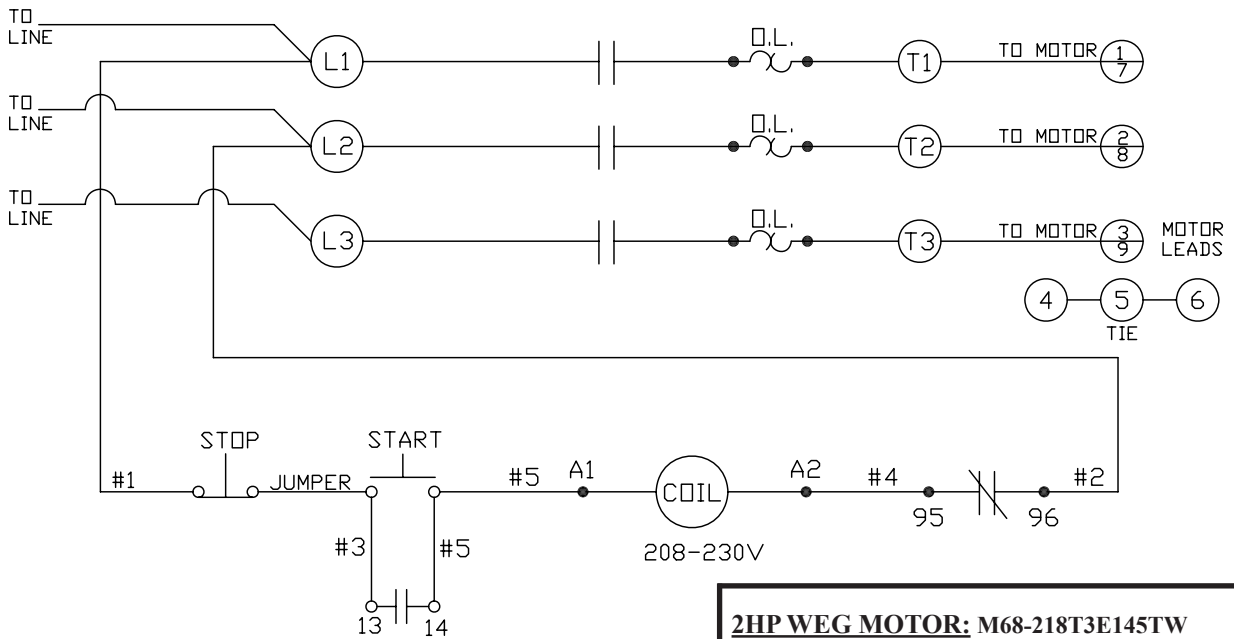 TO
LINE
L1
O.L.
T1
TO MOTOR
1
7
TO
LINE
L2
O.L.
T2
TO MOTOR
2
8
TO
LINE
L3
O.L.
T3
TO MOTOR
3
9
MOTOR
LEADS
4
5
6
TIE
STOP
START
#1
JUMPER
#5
A1
COIL
A2
#4
95
96
#2
208-230V
#3
#5
13
14
2HP WEG MOTOR: M68-218T3E145TW